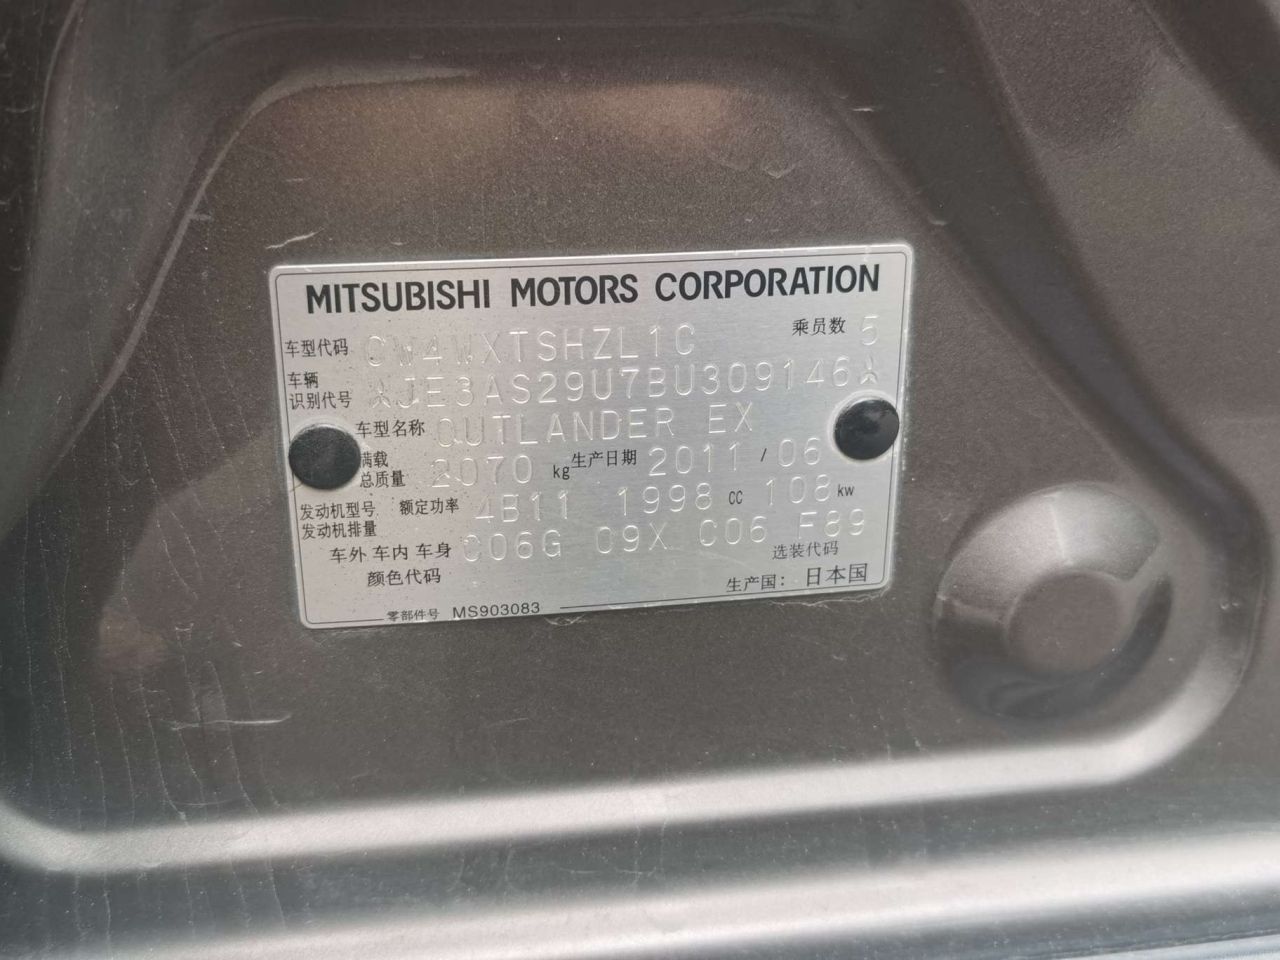 MITSUBISHI MOTORS CORPORATION
车型代码 CW4WXTSHZL1C 乘员数 5
车辆识别代号 JE3AS29U7BU309146
车型名称 OUTLANDER EX
满载总质量 2070 kg 生产日期 2011 / 06
发动机型号 额定功率 4B11 1998 cc 108 kw
发动机排量
车外 车内 车身 C06G 09X C06 F89
颜色代码 选装代码
生产国: 日本国
零部件号 MS903083